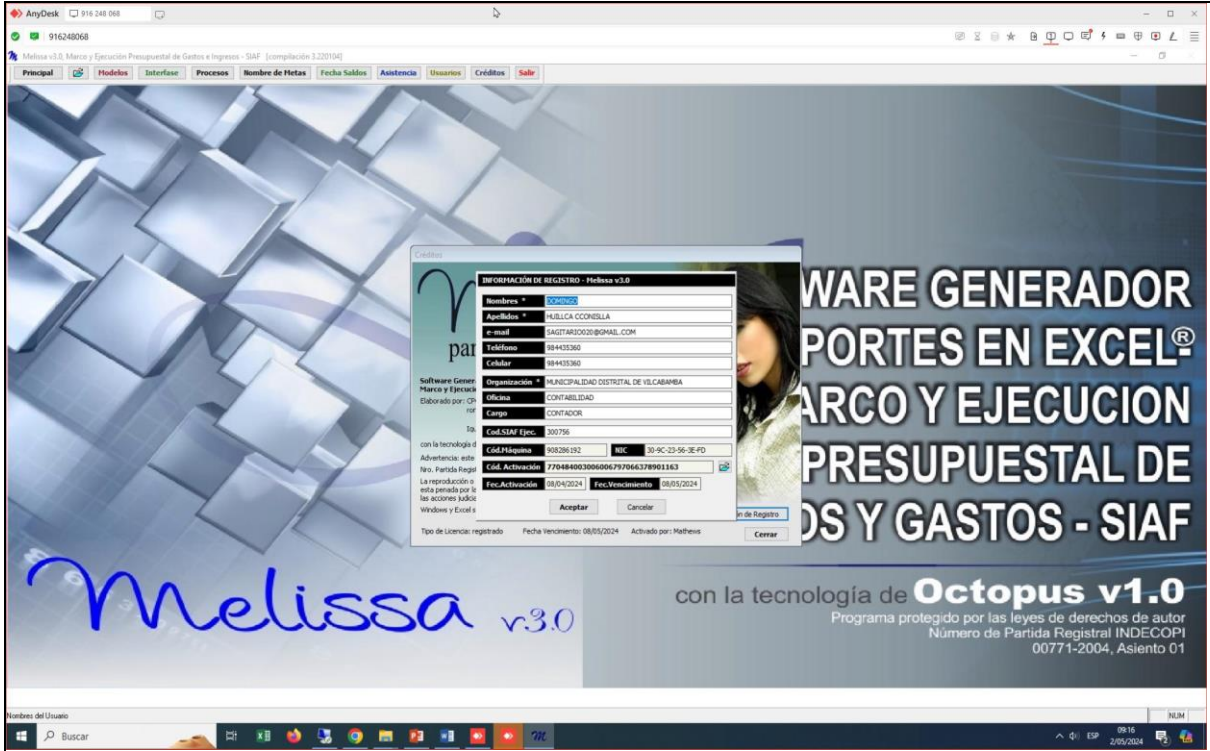 AnyDesk 916 248 068
916248068
Melissa v3.0, Marco y Ejecución Presupuestal de Gastos e Ingresos - SIAF [compilación 3.220104]
Principal Modelos Interfase Procesos Nombre de Metas Fecha Saldos Asistencia Usuarios Créditos Salir
WARE GENERADOR
PORTES EN EXCEL®
ARCO Y EJECUCION
PRESUPUESTAL DE
OS Y GASTOS - SIAF
con la tecnología de Octopus v1.0
Programa protegido por las leyes de derechos de autor
Número de Partida Registral INDECOPI
00771-2004, Asiento 01
Melissa v3.0
Créditos
par
Software Gener
Marco y Ejecuci
Elaborado por: CP
ror
Iq.
con la tecnología d
Advertencia: este
Nro. Partida Regist
La reproducción o
esta penada por la
las acciones judicia
Windows y Excel s
INFORMACIÓN DE REGISTRO - Melissa v3.0
Nombres * DOMINGO
Apellidos * HUILLCA CCONISLLA
e-mail SAGITARIO020@GMAIL.COM
Teléfono 984435360
Celular 984435360
Organización * MUNICIPALIDAD DISTRITAL DE VILCABAMBA
Oficina CONTABILIDAD
Cargo CONTADOR
Cod.SIAF Ejec. 300756
Cód.Máquina 908286192 NIC 30-9C-23-56-3E-FD
Cód. Activación 7704840030060067970663789​01163
Fec.Activación 08/04/2024 Fec.Vencimiento 08/05/2024
Aceptar Cancelar
ón de Registro
Tipo de Licencia: registrado Fecha Vencimiento: 08/05/2024 Activado por: Mathews
Cerrar
Nombres del Usuario
NUM
Buscar
ESP
09:16
2/05/2024